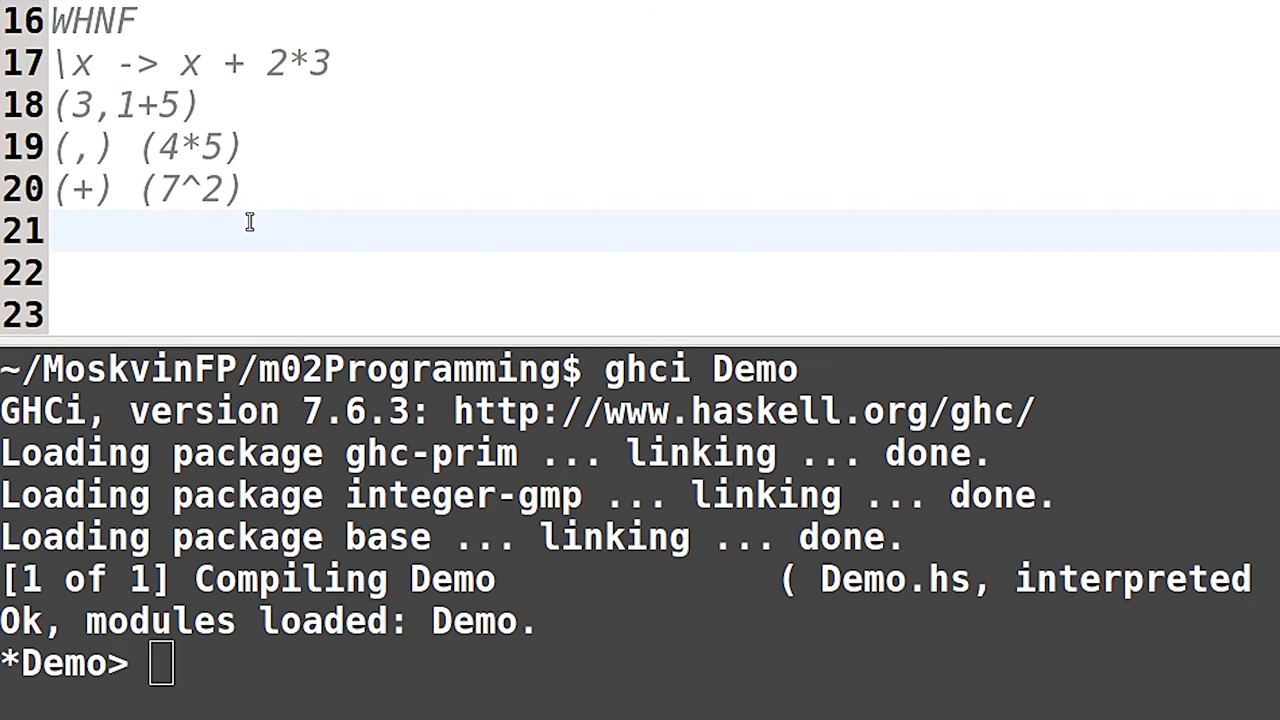 16 WHNF
17 \x -> x + 2*3
18 (3,1+5)
19 (,) (4*5)
20 (+) (7^2)
21
22
23
~/MoskvinFP/m02Programming$ ghci Demo
GHCi, version 7.6.3: http://www.haskell.org/ghc/
Loading package ghc-prim ... linking ... done.
Loading package integer-gmp ... linking ... done.
Loading package base ... linking ... done.
[1 of 1] Compiling Demo             ( Demo.hs, interpreted
Ok, modules loaded: Demo.
*Demo>